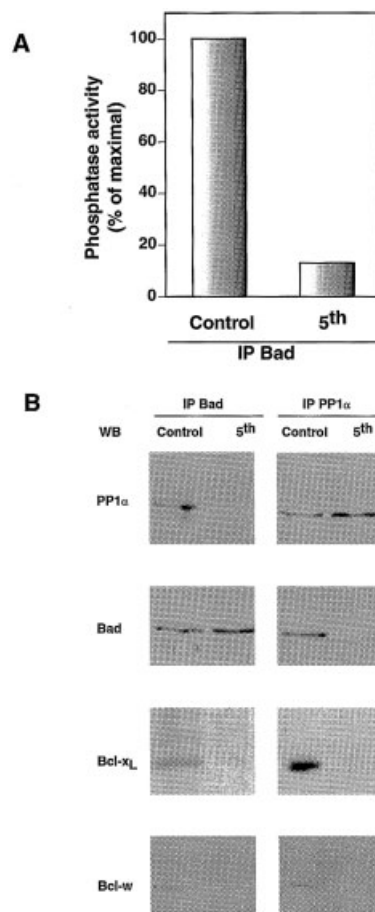 A
Phosphatase activity
(% of maximal)
100
80
60
40
20
0
Control 5th
IP Bad
B
IP Bad IP PP1α
WB Control 5th Control 5th
PP1α
Bad
Bcl-xL
Bcl-w